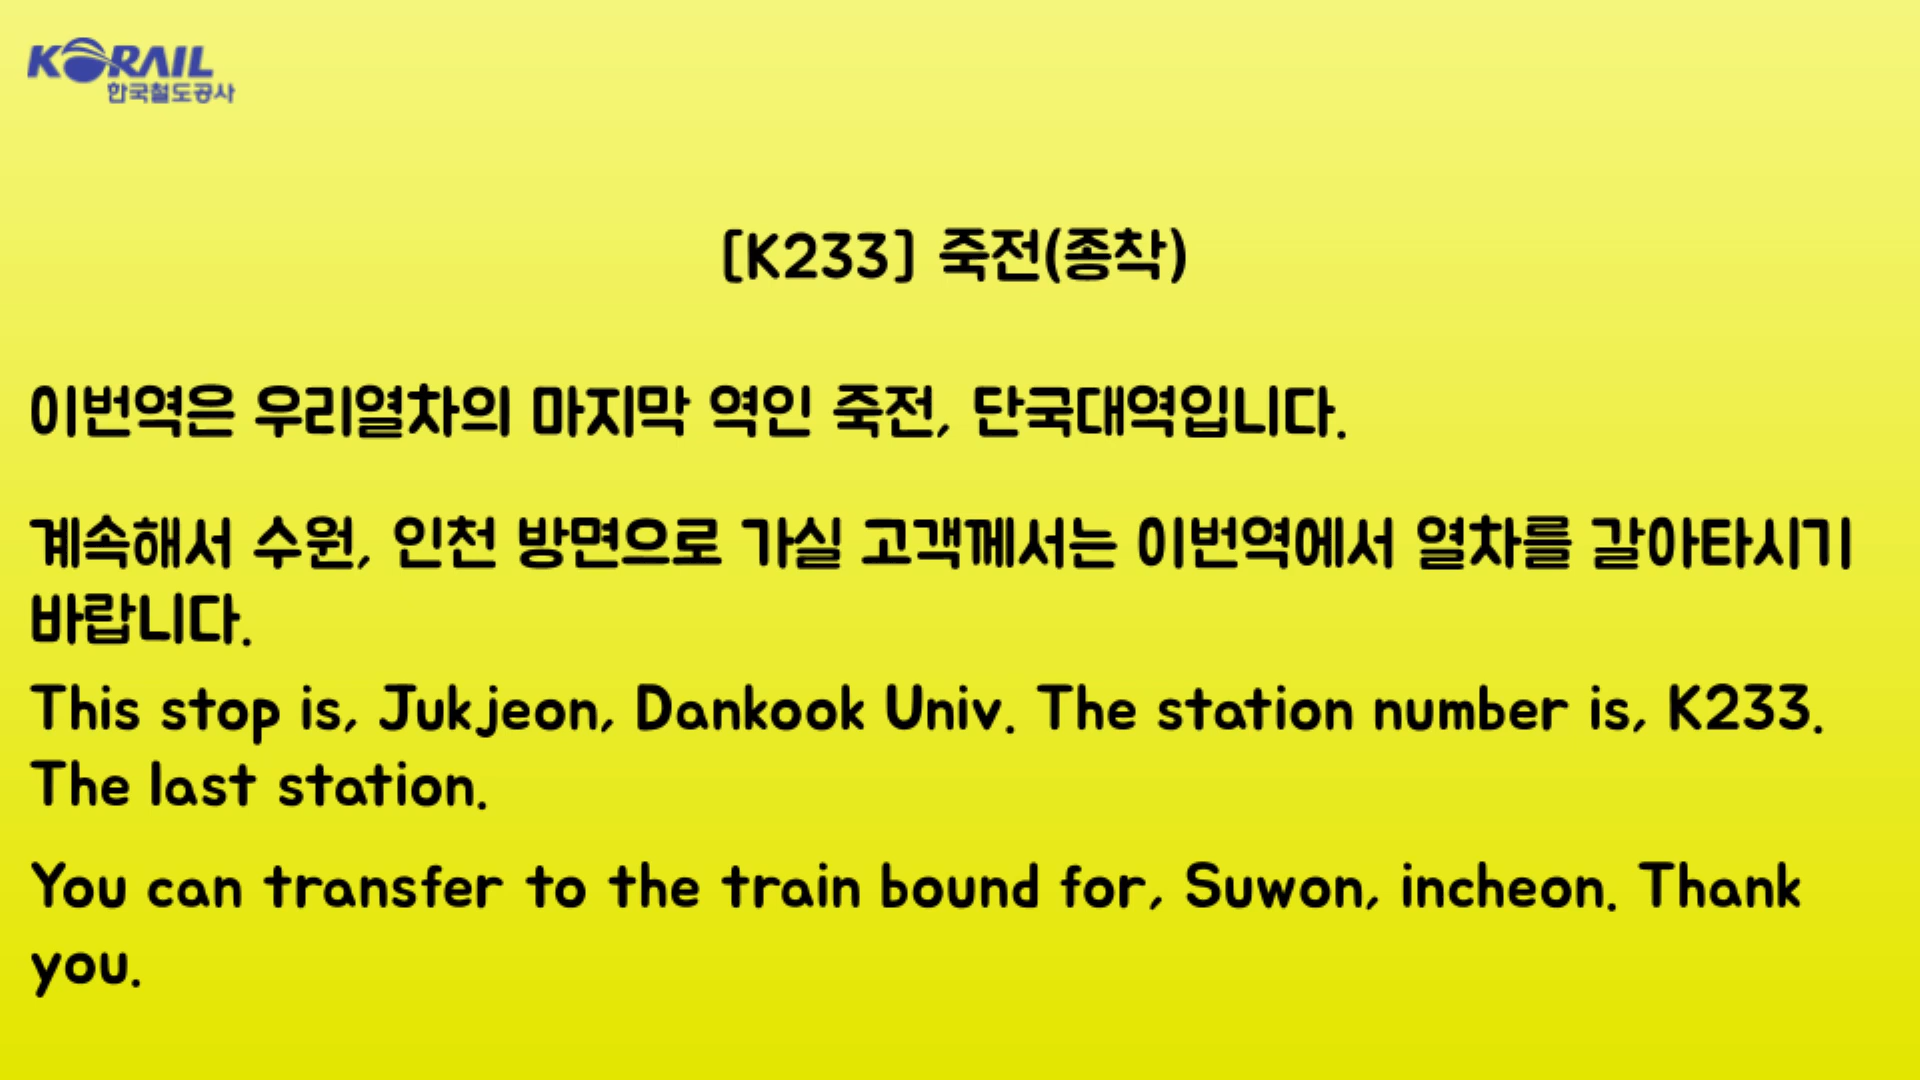 KORAIL
한국철도공사
[K233] 죽전(종착)
이번역은 우리열차의 마지막 역인 죽전, 단국대역입니다.
계속해서 수원, 인천 방면으로 가실 고객께서는 이번역에서 열차를 갈아타시기
바랍니다.
This stop is, Jukjeon, Dankook Univ. The station number is, K233.
The last station.
You can transfer to the train bound for, Suwon, incheon. Thank
you.